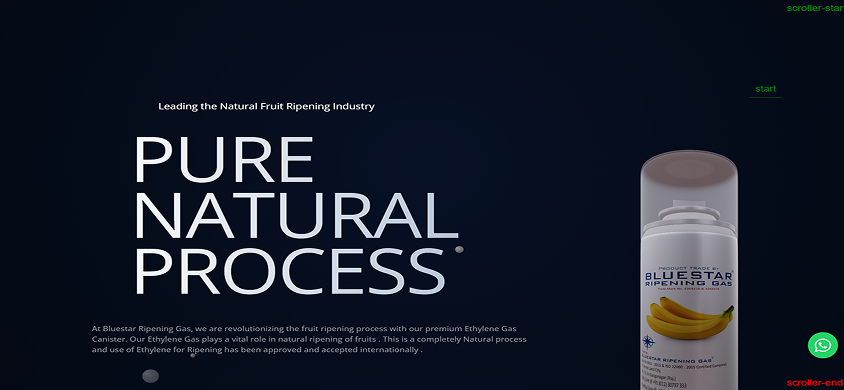 scroller-start
start
Leading the Natural Fruit Ripening Industry
PURE
NATURAL
PROCESS
At Bluestar Ripening Gas, we are revolutionizing the fruit ripening process with our premium Ethylene Gas
Canister. Our Ethylene Gas plays a vital role in natural ripening of fruits . This is a completely Natural process
and use of Ethylene for Ripening has been approved and accepted internationally .
PRODUCT TRADE BY
BLUESTAR
RIPENING GAS
BLUESTAR RIPENING GAS
scroller-end